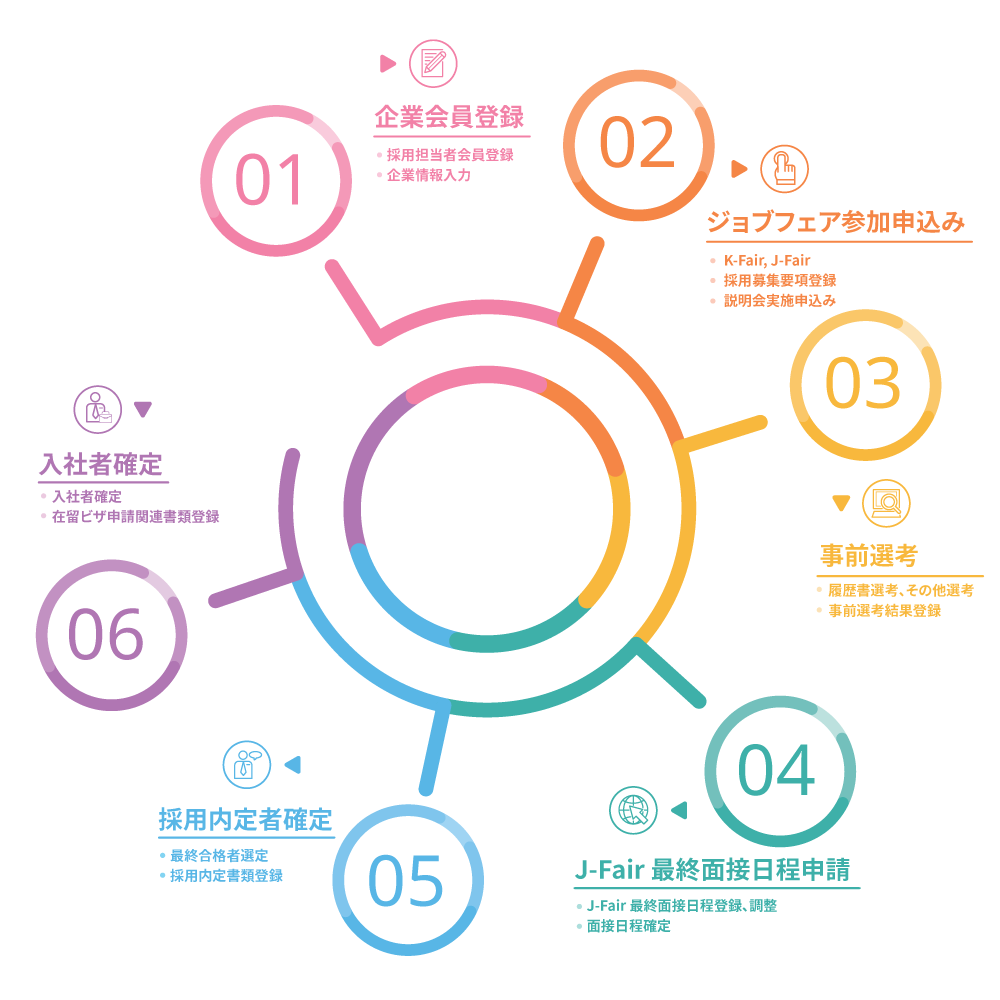 01
企業会員登録
採用担当者会員登録
企業情報入力
02
ジョブフェア参加申込み
K-Fair, J-Fair
採用募集要項登録
説明会実施申込み
03
事前選考
履歴書選考、その他選考
事前選考結果登録
04
J-Fair 最終面接日程申請
J-Fair 最終面接日程登録、調整
面接日程確定
05
採用内定者確定
最終合格者選定
採用内定書類登録
06
入社者確定
入社者確定
在留ビザ申請関連書類登録